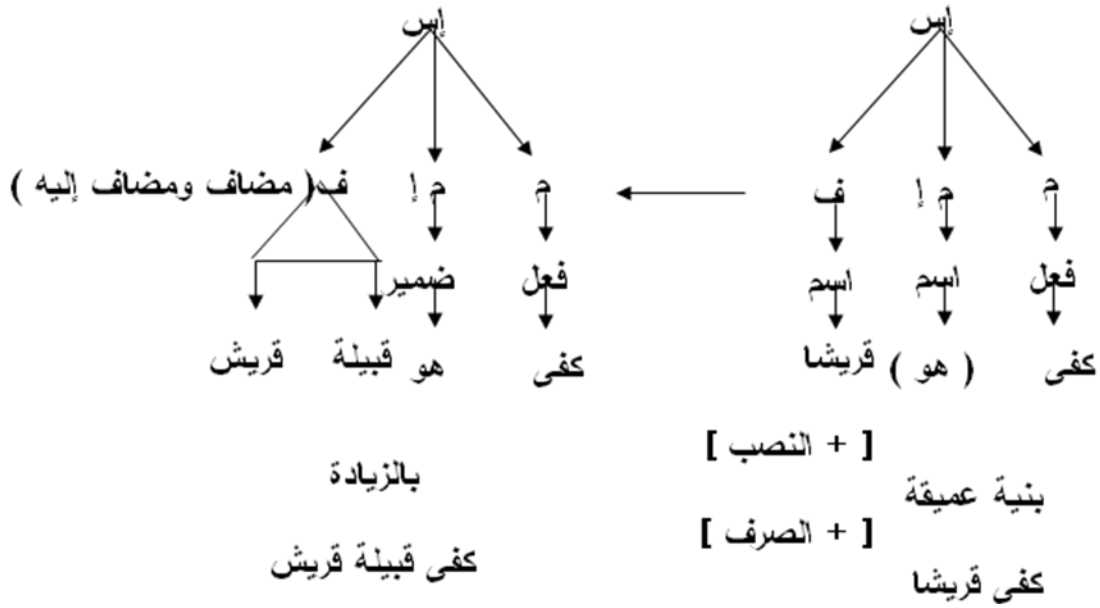 إس
إس
م
م إ
ف
م
م إ
ف ( مضاف ومضاف إليه )
فعل
اسم
اسم
فعل
ضمير
كفى
( هو )
قريشا
كفى
هو
قبيلة
قريش
[ + النصب ]
بنية عميقة
[ + الصرف ]
كفى قريشا
بالزيادة
كفى قبيلة قريش